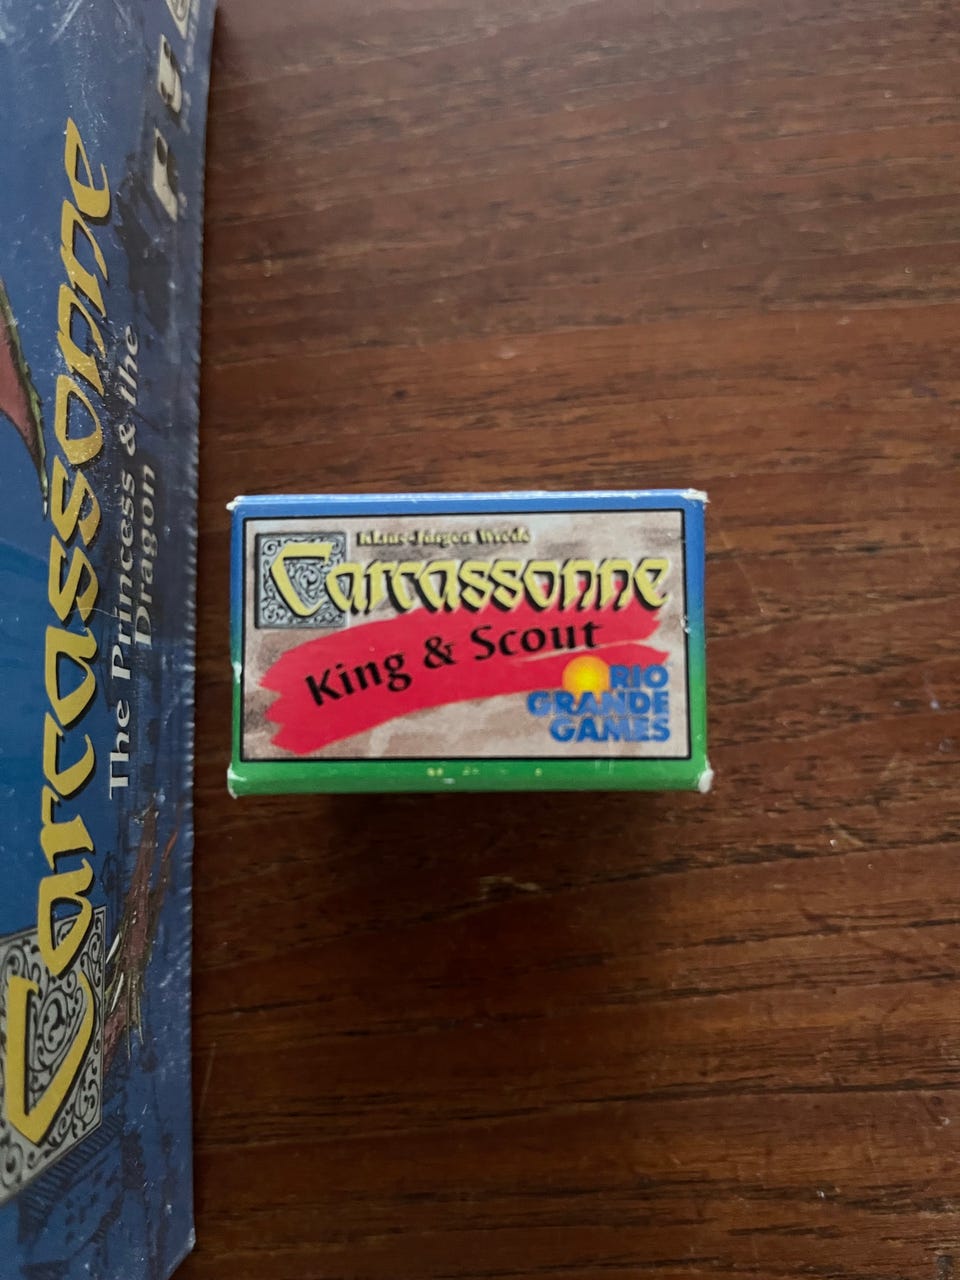 Carcassonne
The Princess & the
Dragon
Klaus-Jürgen Wrede
Carcassonne
King & Scout
RIO
GRANDE
GAMES